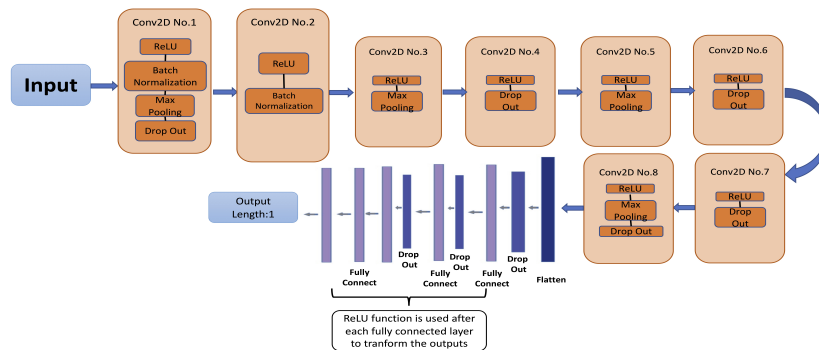 Input
Conv2D No.1
ReLU
Batch
Normalization
Max
Pooling
Drop Out
Conv2D No.2
ReLU
Batch
Normalization
Conv2D No.3
ReLU
Max
Pooling
Conv2D No.4
ReLU
Drop
Out
Conv2D No.5
ReLU
Max
Pooling
Conv2D No.6
ReLU
Drop
Out
Conv2D No.7
ReLU
Drop
Out
Conv2D No.8
ReLU
Max
Pooling
Drop Out
Flatten
Drop
Out
Fully
Connect
Drop
Out
Fully
Connect
Drop
Out
Fully
Connect
Output
Length:1
ReLU function is used after
each fully connected layer
to tranform the outputs